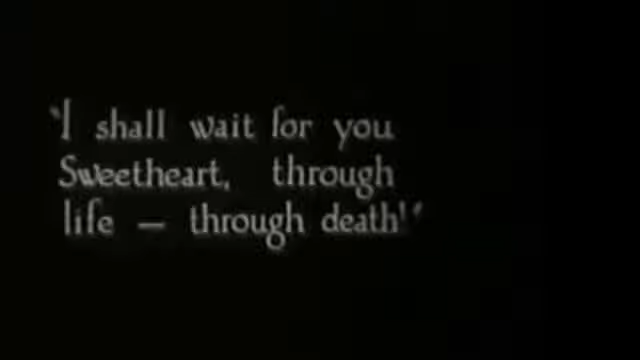 "I shall wait for you
Sweetheart, through
life — through death!"